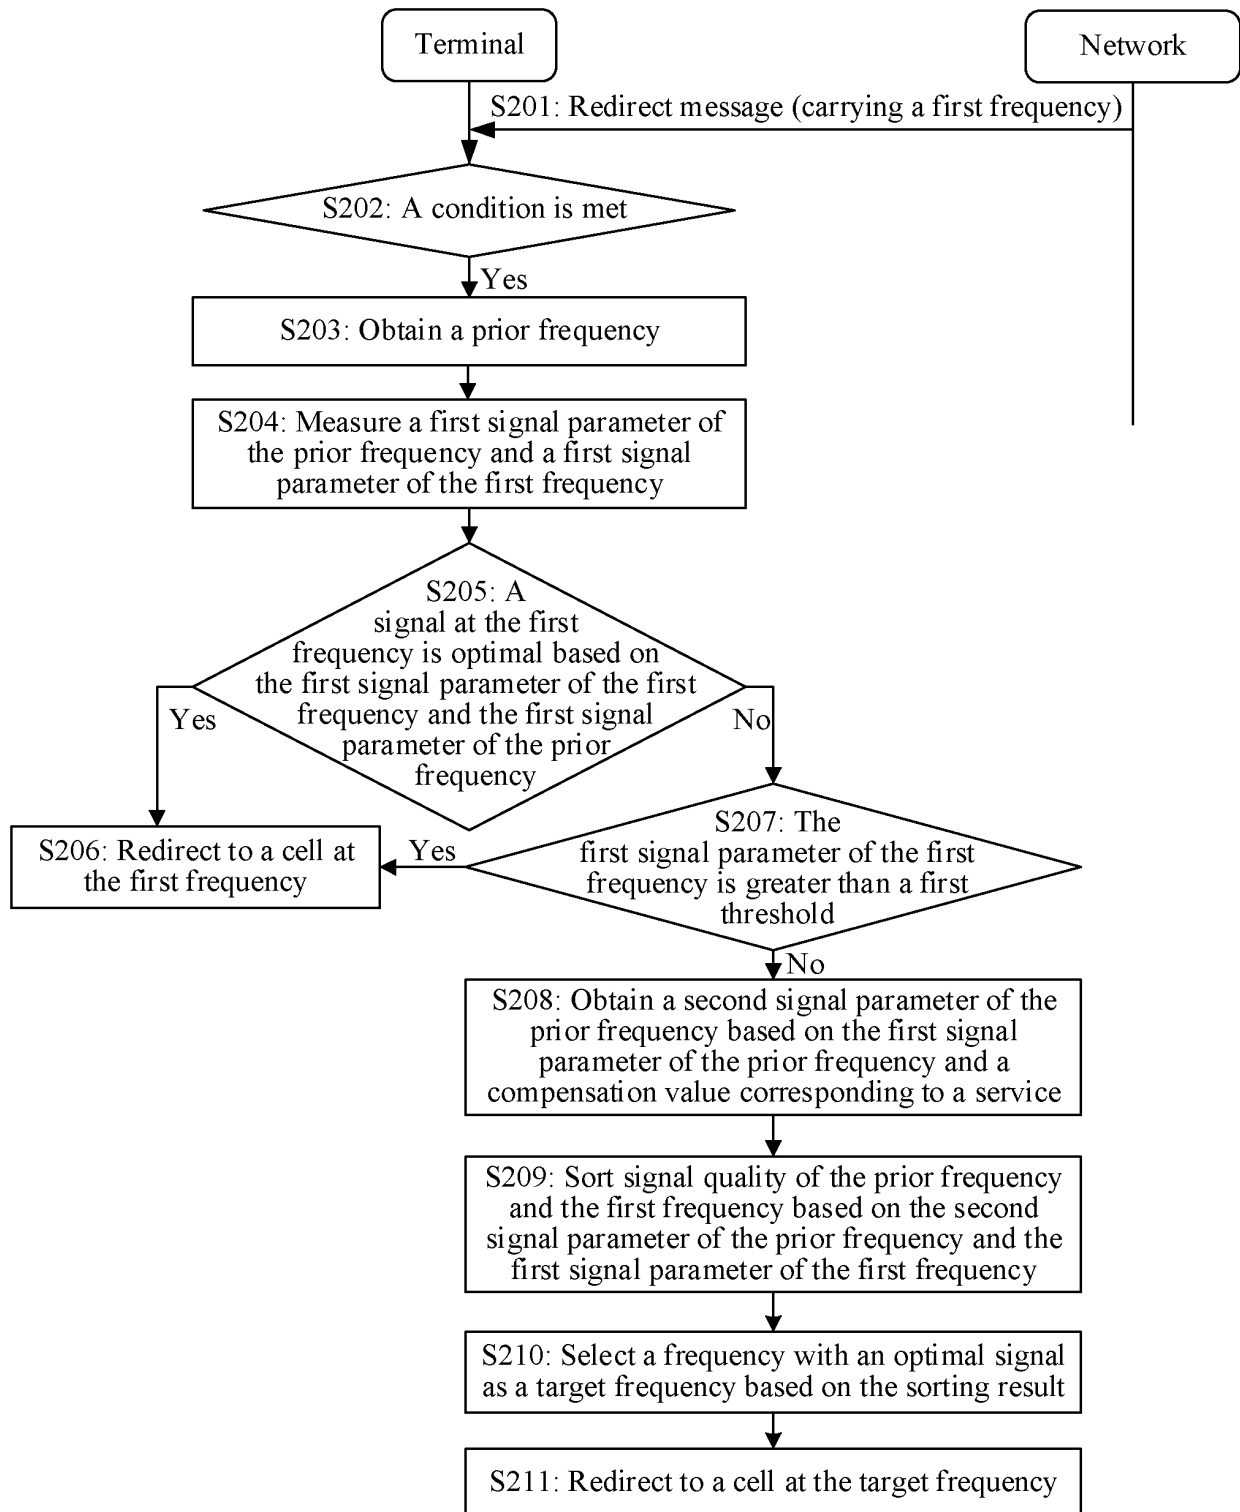 Terminal
Network
S201: Redirect message (carrying a first frequency)
S202: A condition is met
Yes
S203: Obtain a prior frequency
S204: Measure a first signal parameter of
the prior frequency and a first signal
parameter of the first frequency
S205: A
signal at the first
frequency is optimal based on
the first signal parameter of the first
frequency and the first signal
parameter of the prior
frequency
Yes
No
S206: Redirect to a cell at
the first frequency
Yes
S207: The
first signal parameter of the first
frequency is greater than a first
threshold
No
S208: Obtain a second signal parameter of the
prior frequency based on the first signal
parameter of the prior frequency and a
compensation value corresponding to a service
S209: Sort signal quality of the prior frequency
and the first frequency based on the second
signal parameter of the prior frequency and the
first signal parameter of the first frequency
S210: Select a frequency with an optimal signal
as a target frequency based on the sorting result
S211: Redirect to a cell at the target frequency